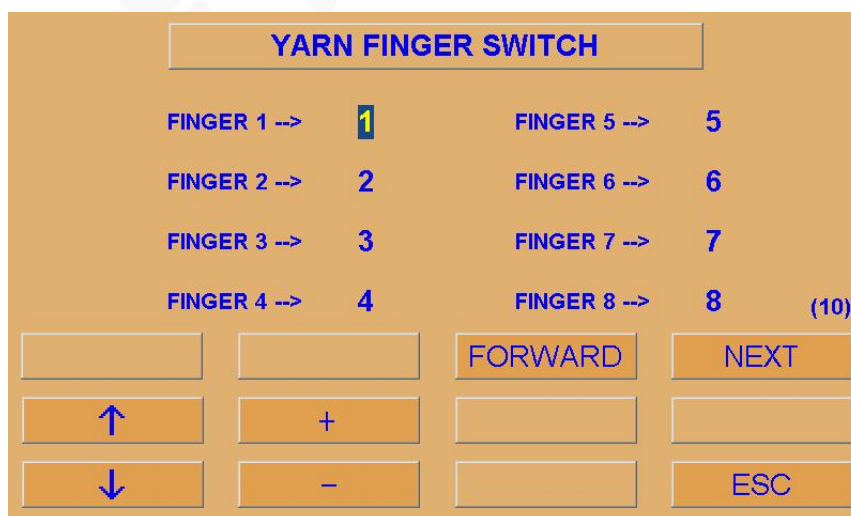 YARN FINGER SWITCH
FINGER 1 --> 1 FINGER 5 --> 5
FINGER 2 --> 2 FINGER 6 --> 6
FINGER 3 --> 3 FINGER 7 --> 7
FINGER 4 --> 4 FINGER 8 --> 8 (10)
FORWARD NEXT
↑ +
↓ −
ESC